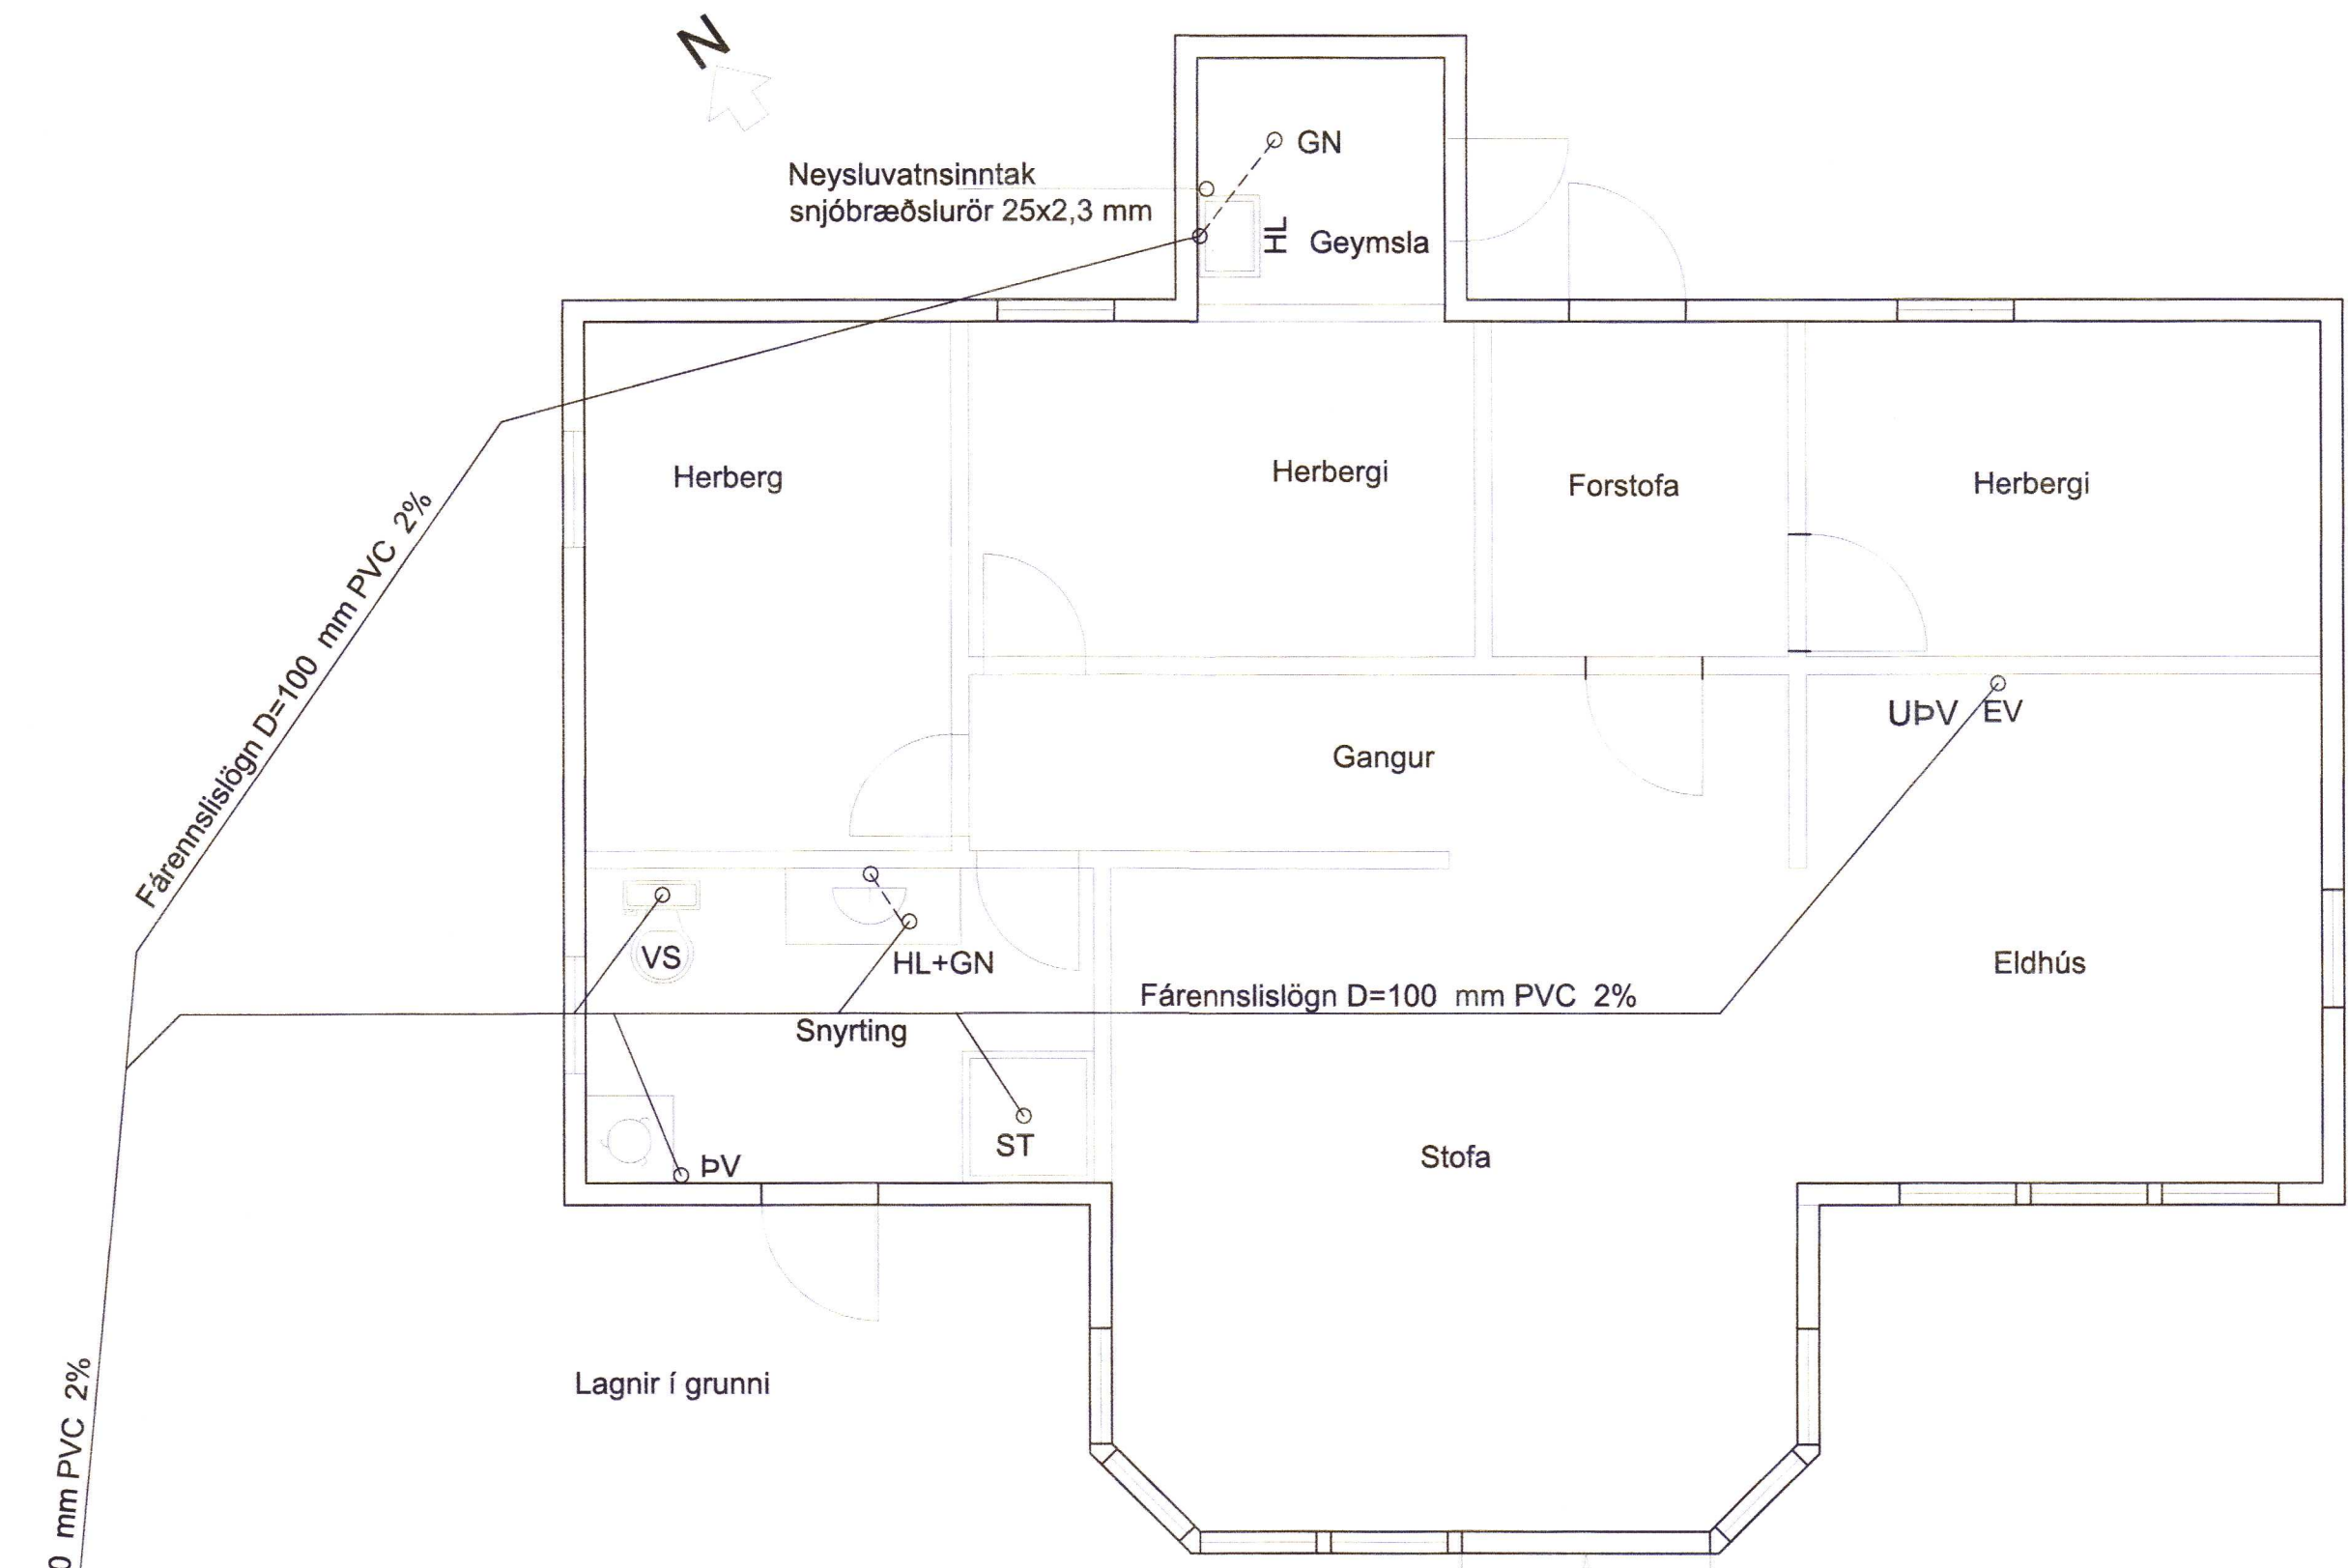 N
GN
Neysluvatnsinntak
snjóbræðslurör 25x2,3 mm
HL
Geymsla
Herberg
Herbergi
Forstofa
Herbergi
Fárennslislögn D=100 mm PVC 2%
UÞV EV
Gangur
VS
HL+GN
Eldhús
Fárennslislögn D=100 mm PVC 2%
Snyrting
ST
ÞV
Stofa
Lagnir í grunni
0 mm PVC 2%